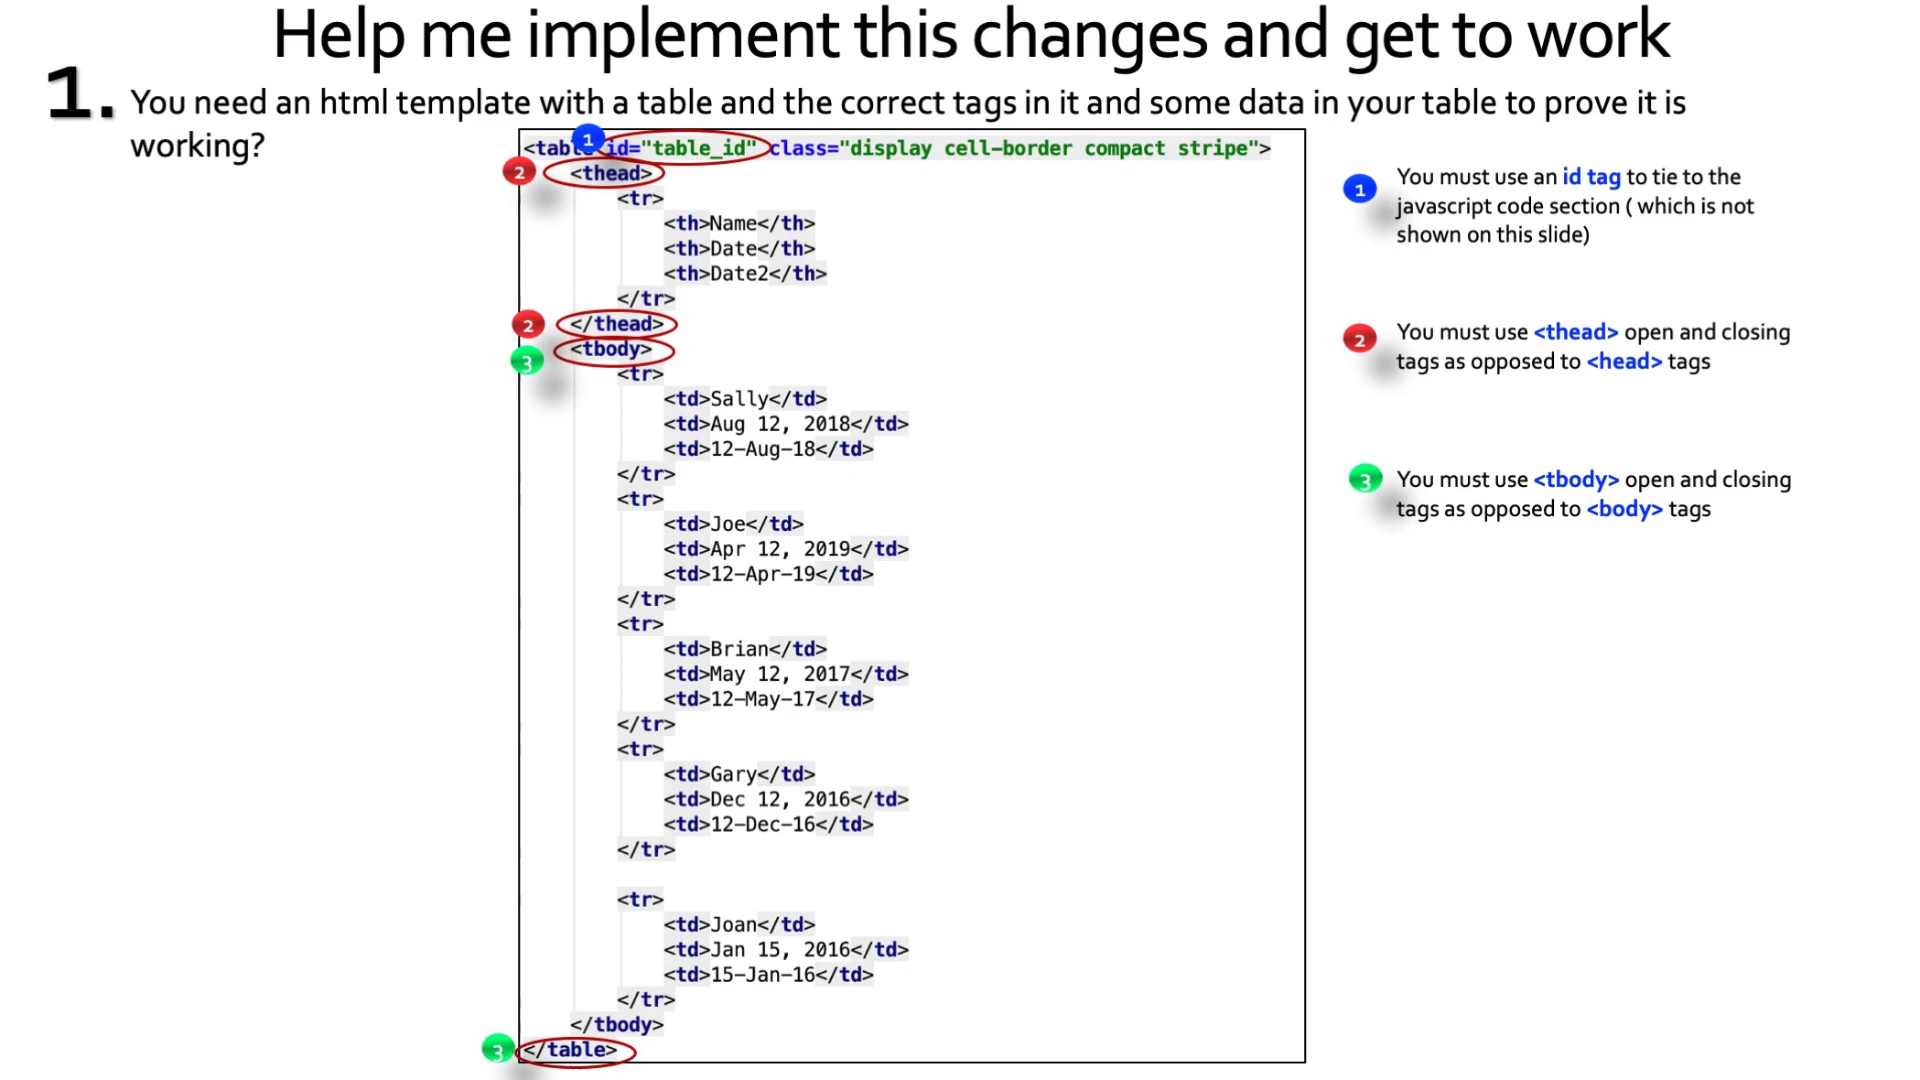 Help me implement this changes and get to work
1. You need an html template with a table and the correct tags in it and some data in your table to prove it is
working?
1
<table id="table_id" class="display cell-border compact stripe">
2 <thead>
<tr>
<th>Name</th>
<th>Date</th>
<th>Date2</th>
</tr>
2 </thead>
3 <tbody>
<tr>
<td>Sally</td>
<td>Aug 12, 2018</td>
<td>12-Aug-18</td>
</tr>
<tr>
<td>Joe</td>
<td>Apr 12, 2019</td>
<td>12-Apr-19</td>
</tr>
<tr>
<td>Brian</td>
<td>May 12, 2017</td>
<td>12-May-17</td>
</tr>
<tr>
<td>Gary</td>
<td>Dec 12, 2016</td>
<td>12-Dec-16</td>
</tr>
<tr>
<td>Joan</td>
<td>Jan 15, 2016</td>
<td>15-Jan-16</td>
</tr>
</tbody>
3 </table>
1 You must use an id tag to tie to the
javascript code section ( which is not
shown on this slide)
2 You must use <thead> open and closing
tags as opposed to <head> tags
3 You must use <tbody> open and closing
tags as opposed to <body> tags